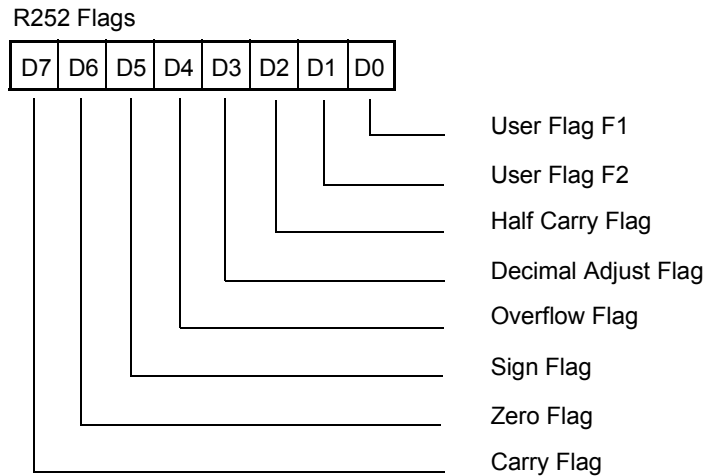 R252 Flags
D7 D6 D5 D4 D3 D2 D1 D0
User Flag F1
User Flag F2
Half Carry Flag
Decimal Adjust Flag
Overflow Flag
Sign Flag
Zero Flag
Carry Flag